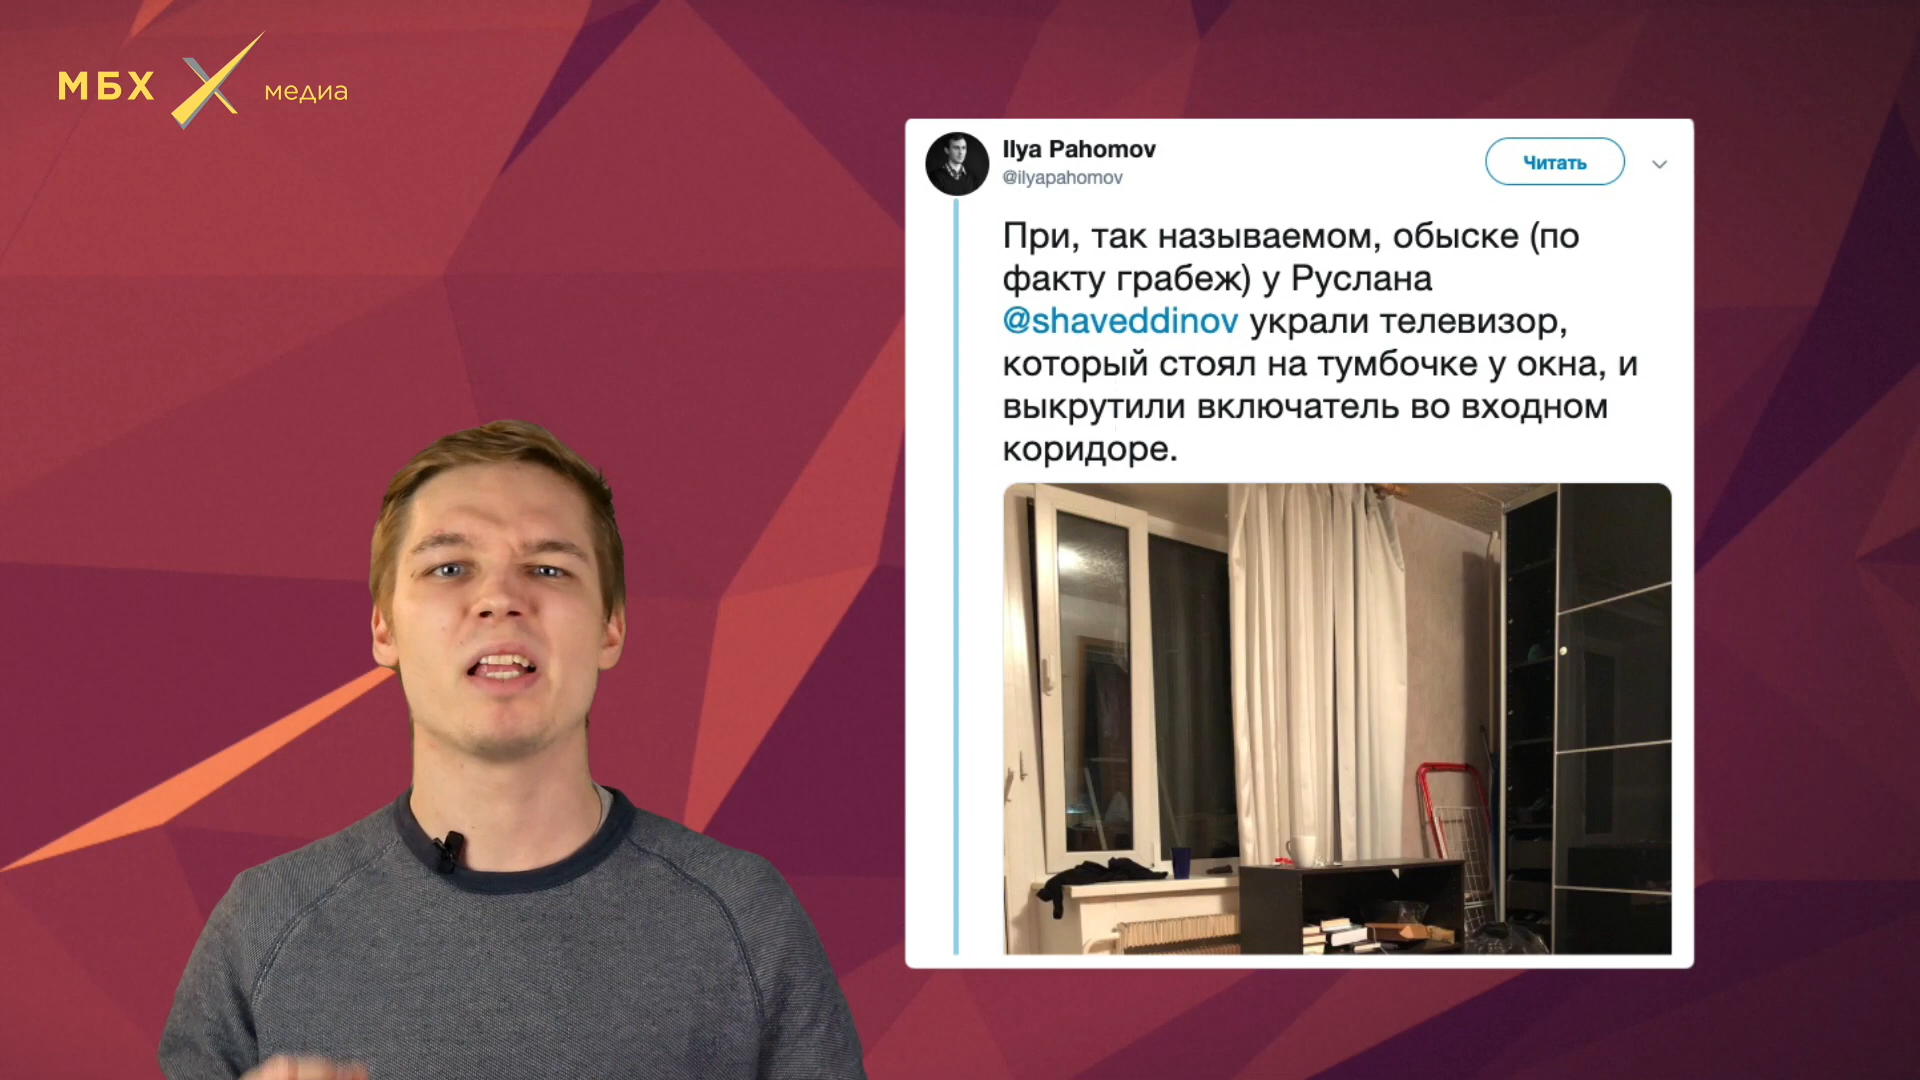 МБХ медиа
Ilya Pahomov
@ilyapahomov
Читать
При, так называемом, обыске (по
факту грабеж) у Руслана
@shaveddinov украли телевизор,
который стоял на тумбочке у окна, и
выкрутили включатель во входном
коридоре.